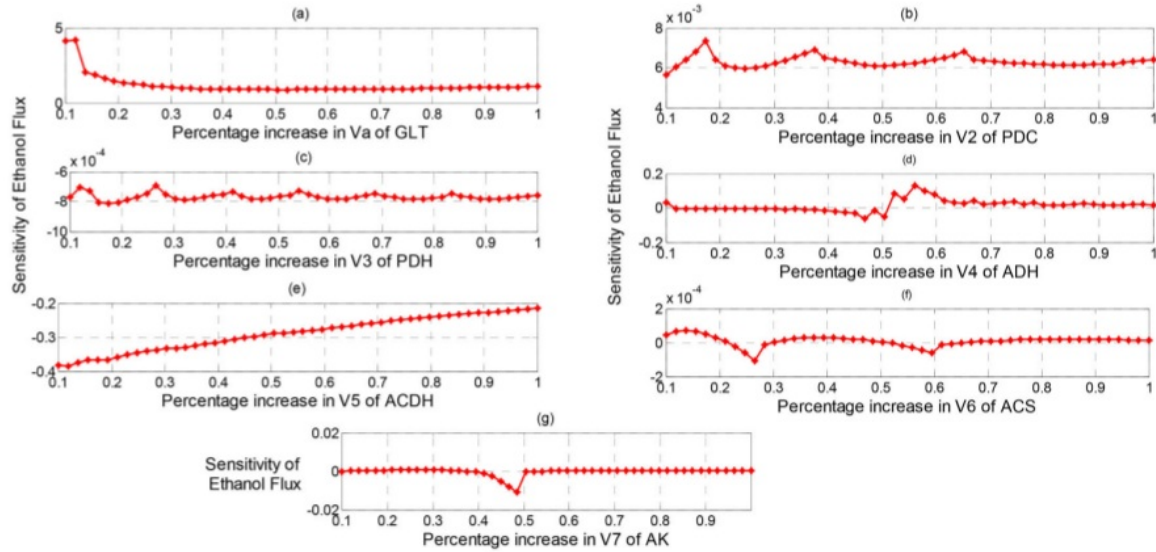 (a)
5
0
0.1 0.2 0.3 0.4 0.5 0.6 0.7 0.8 0.9 1
Percentage increase in Va of GLT
(b)
x 10-3
8
6
4
0.1 0.2 0.3 0.4 0.5 0.6 0.7 0.8 0.9 1
Percentage increase in V2 of PDC
Sensitivity of Ethanol Flux
(c)
x 10-4
-6
-8
-10
0.1 0.2 0.3 0.4 0.5 0.6 0.7 0.8 0.9 1
Percentage increase in V3 of PDH
Sensitivity of Ethanol Flux
(d)
0.2
0
-0.2
0.1 0.2 0.3 0.4 0.5 0.6 0.7 0.8 0.9 1
Percentage increase in V4 of ADH
(e)
-0.2
-0.3
-0.4
0.1 0.2 0.3 0.4 0.5 0.6 0.7 0.8 0.9 1
Percentage increase in V5 of ACDH
(f)
x 10-4
2
0
-2
0.1 0.2 0.3 0.4 0.5 0.6 0.7 0.8 0.9 1
Percentage increase in V6 of ACS
(g)
Sensitivity of
Ethanol Flux
0.02
0
-0.02
0.1 0.2 0.3 0.4 0.5 0.6 0.7 0.8 0.9
Percentage increase in V7 of AK